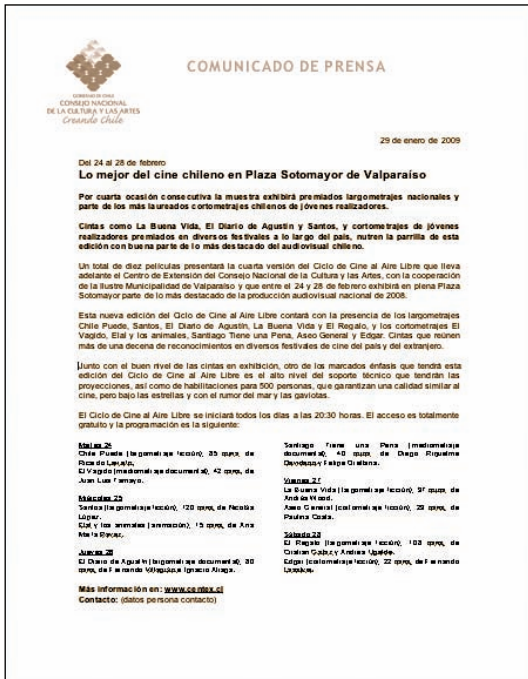 GOBIERNO DE CHILE
CONSEJO NACIONAL
DE LA CULTURA Y LAS ARTES
Creando Chile
COMUNICADO DE PRENSA
29 de enero de 2009
Del 24 al 28 de febrero
Lo mejor del cine chileno en Plaza Sotomayor de Valparaíso
Por cuarta ocasión consecutiva la muestra exhibirá premiados largometrajes nacionales y
parte de los más laureados cortometrajes chilenos de jóvenes realizadores.
Cintas como La Buena Vida, El Diario de Agustín y Santos, y cortometrajes de jóvenes
realizadores premiados en diversos festivales a lo largo del país, nutren la parrilla de esta
edición con buena parte de lo más destacado del audiovisual chileno.
Un total de diez películas presentará la cuarta versión del Ciclo de Cine al Aire Libre que lleva
adelante el Centro de Extensión del Consejo Nacional de la Cultura y las Artes, con la cooperación
de la Ilustre Municipalidad de Valparaíso y que entre el 24 y 28 de febrero exhibirá en plena Plaza
Sotomayor parte de lo más destacado de la producción audiovisual nacional de 2008.
Esta nueva edición del Ciclo de Cine al Aire Libre contará con la presencia de los largometrajes
Chile Puede, Santos, El Diario de Agustín, La Buena Vida y El Regalo, y los cortometrajes El
Vagido, Elal y los animales, Santiago Tiene una Pena, Aseo General y Edgar. Cintas que reúnen
más de una decena de reconocimientos en diversos festivales de cine del país y del extranjero.
Junto con el buen nivel de las cintas en exhibición, otro de los marcados énfasis que tendrá esta
edición del Ciclo de Cine al Aire Libre es el alto nivel del soporte técnico que tendrán las
proyecciones, así como de habilitaciones para 500 personas, que garantizan una calidad similar al
cine, pero bajo las estrellas y con el rumor del mar y las gaviotas.
El Ciclo de Cine al Aire Libre se iniciará todos los días a las 20:30 horas. El acceso es totalmente
gratuito y la programación es la siguiente:
Martes 24
Chile Puede (largometraje ficción), 85 mins, de
Ricardo
El Vagido (mediometraje documental), 42 mins, de
Juan Luis Tamayo.
Miércoles 25
Santos (largometraje ficción), 120 mins, de Nicolás
López.
Elal y los animales (animación), 15 mins, de Ana
María
Jueves 26
El Diario de Agustín (largometraje documental), 80
mins, de Fernando Villagrán e Ignacio Aliaga.
Santiago Tiene una Pena (mediometraje
documental), 40 mins, de Diego Riquelme
Davidson y Felipe Orellana.
Viernes 27
La Buena Vida (largometraje ficción), 97 mins, de
Andrés Wood.
Aseo General (cortometraje ficción), 29 mins, de
Paulina Costa.
Sábado 28
El Regalo (largometraje ficción), 108 mins, de
Cristian Galaz y Andrea Ugalde.
Edgar (cortometraje ficción), 22 mins, de Fernando
Más información en: www.centex.cl
Contacto: (datos persona contacto)